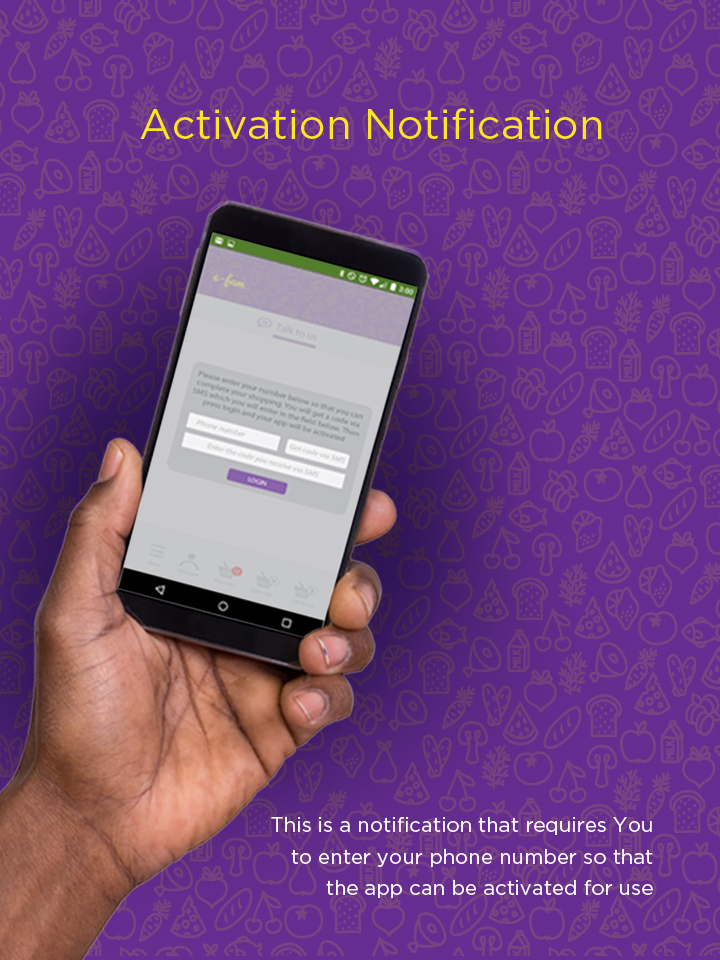 Activation Notification
3:00
e-fam
Talk to us
Please enter your number below so that you can
complete your shopping. You will get a code via
SMS which you will enter in the field below. Then
press login and your app will be activated
Phone number
Get code via SMS
Enter the code you receive via SMS
LOGIN
This is a notification that requires You
to enter your phone number so that
the app can be activated for use